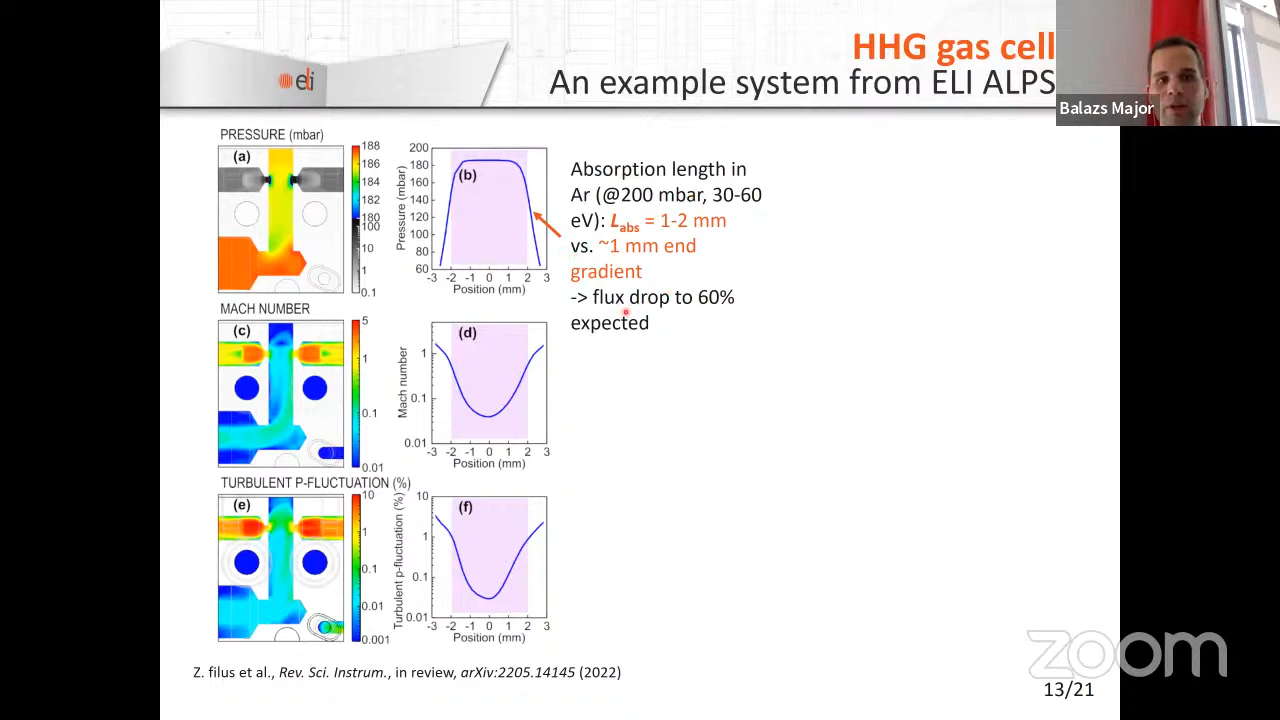 HHG gas cell
An example system from ELI ALPS
eli
Balazs Major
PRESSURE (mbar)
(a)
188
186
184
182
180
100
10
1
0.1
(b)
Pressure (mbar)
200
180
160
140
120
100
80
60
-3 -2 -1 0 1 2 3
Position (mm)
Absorption length in
Ar (@200 mbar, 30-60
eV): Labs = 1-2 mm
vs. ~1 mm end
gradient
-> flux drop to 60%
expected
MACH NUMBER
(c)
5
1
0.1
0.01
(d)
Mach number
1
0.1
0.01
-3 -2 -1 0 1 2 3
Position (mm)
TURBULENT P-FLUCTUATION (%)
(e)
10
1
0.1
0.01
0.001
(f)
Turbulent p-fluctuation (%)
10
1
0.1
0.01
-3 -2 -1 0 1 2 3
Position (mm)
Z. filus et al., Rev. Sci. Instrum., in review, arXiv:2205.14145 (2022)
zoom
13/21